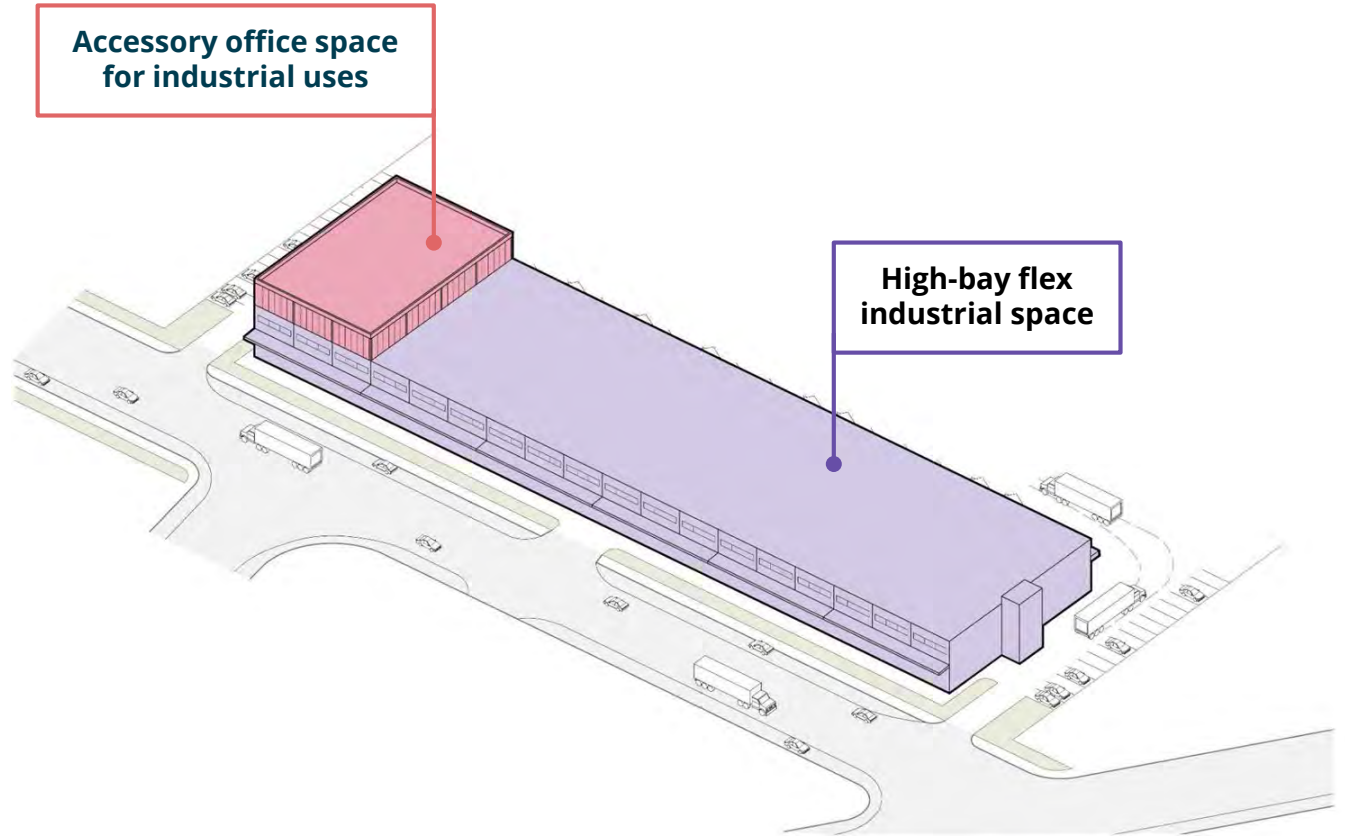 Accessory office space
for industrial uses
High-bay flex
industrial space